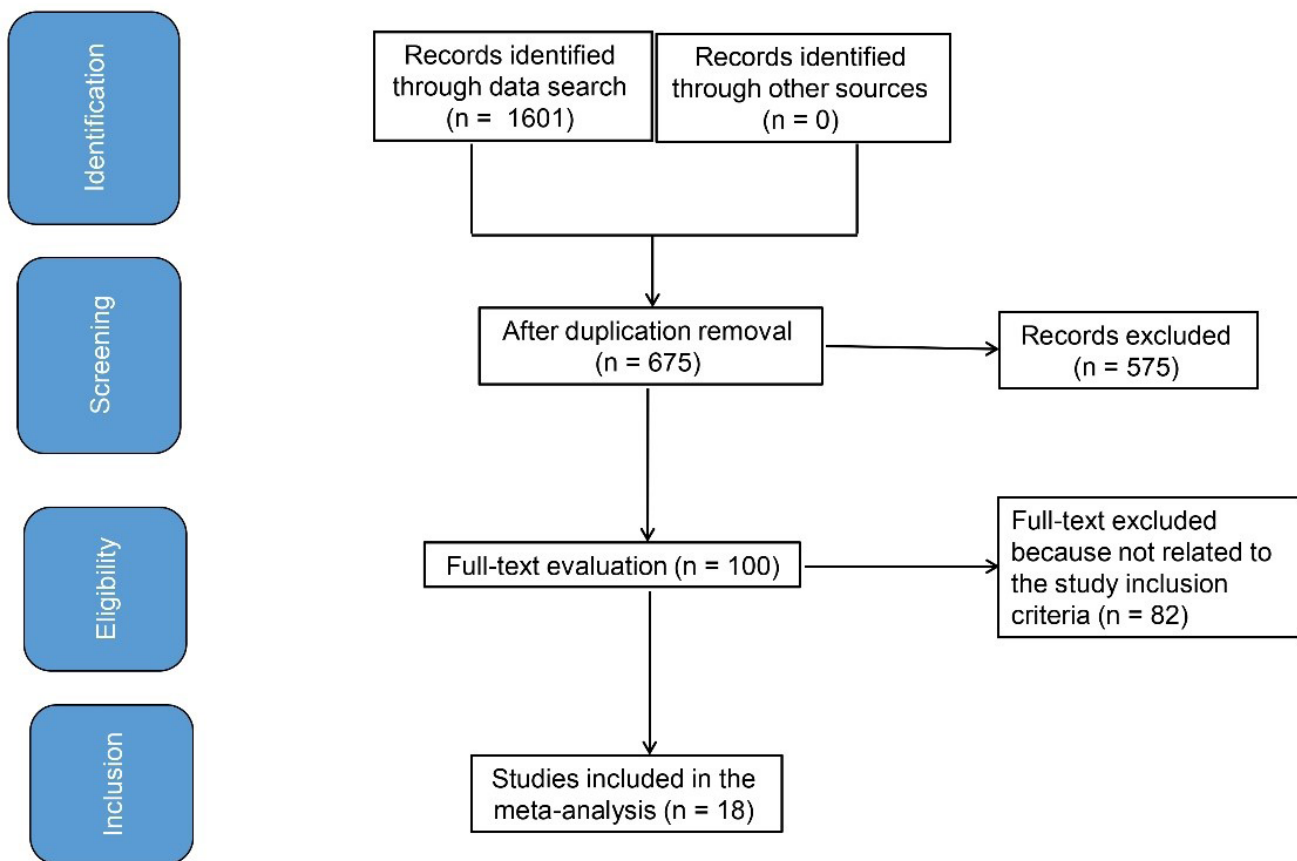 Identification
Records identified
through data search
(n =  1601)
Records identified
through other sources
(n = 0)
Screening
After duplication removal
(n = 675)
Records excluded
(n = 575)
Eligibility
Full-text evaluation (n = 100)
Full-text excluded
because not related to
the study inclusion
criteria (n = 82)
Inclusion
Studies included in the
meta-analysis (n = 18)